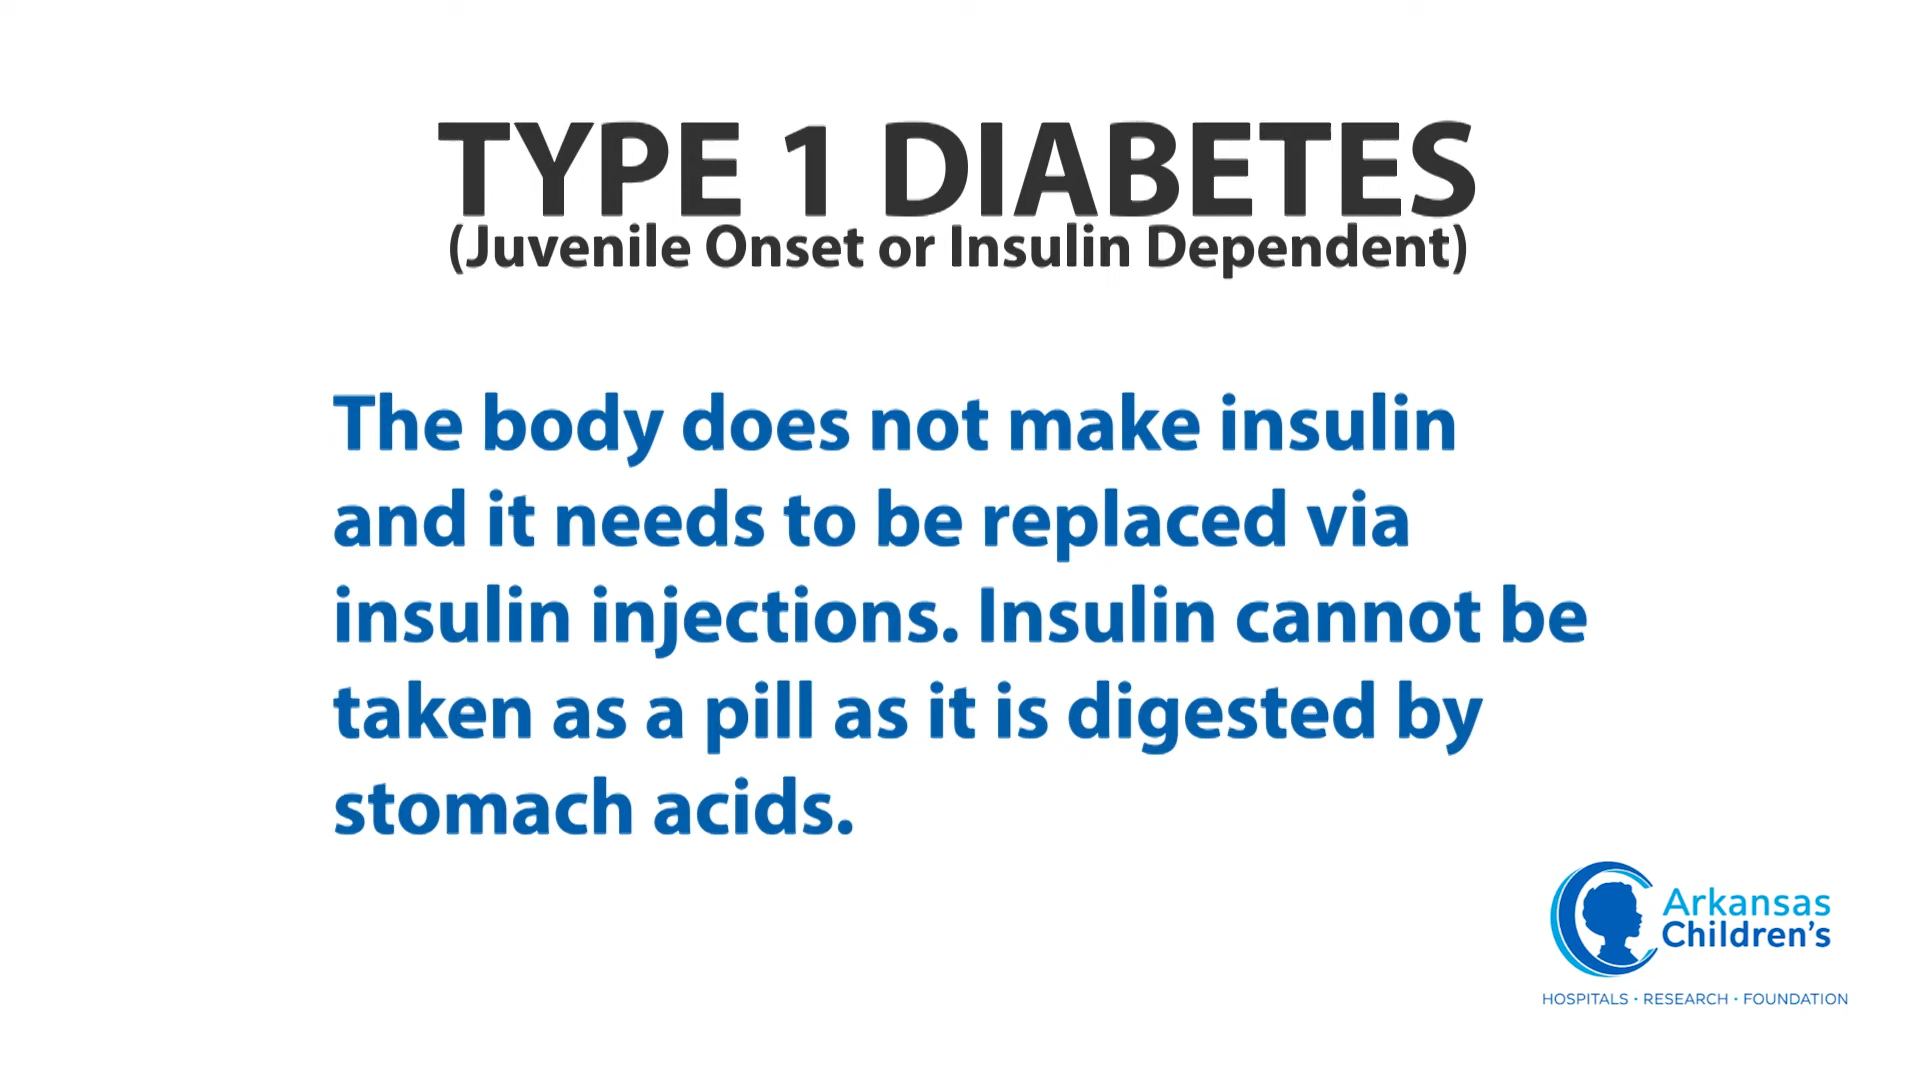 TYPE 1 DIABETES
(Juvenile Onset or Insulin Dependent)
The body does not make insulin
and it needs to be replaced via
insulin injections. Insulin cannot be
taken as a pill as it is digested by
stomach acids.
Arkansas
Children's
HOSPITALS · RESEARCH · FOUNDATION